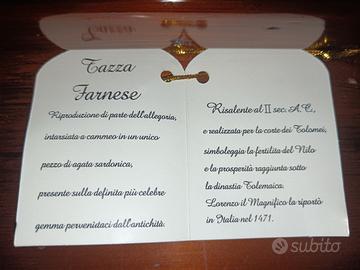 Tazza
Tazza
Farnese
Riproduzione di parte dell'allegoria,
intarsiata a cammeo in un unico
pezzo di agata sardonica,
presente sulla definita più celebre
gemma pervenutaci dall'antichità.
Risalente al II sec. A.C.,
e realizzata per la corte dei Tolomei,
simboleggia la fertilità del Nilo
e la prosperità raggiunta sotto
la dinastia Tolemaica.
Lorenzo il Magnifico la riportò
in Italia nel 1471.
subito